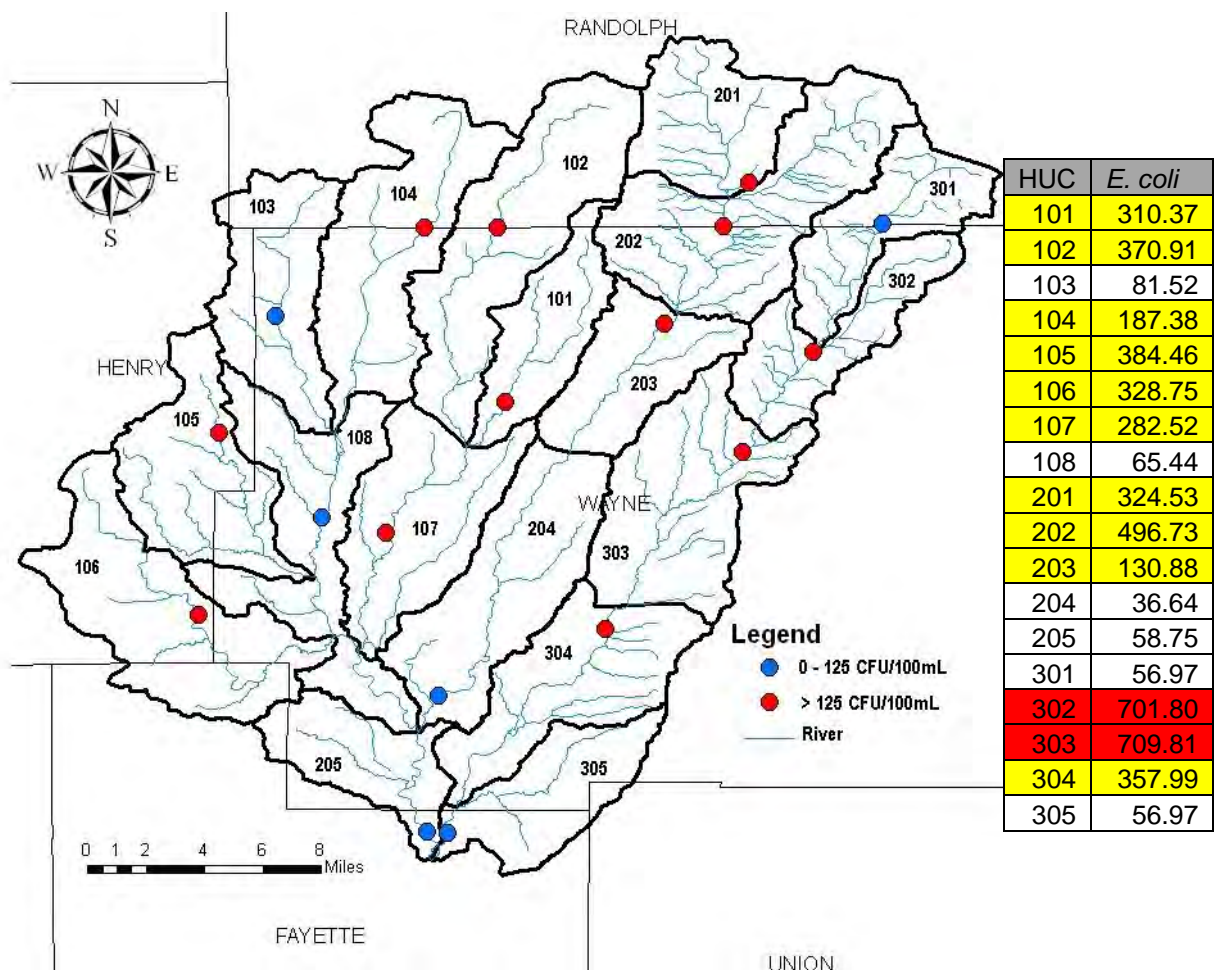 RANDOLPH
N
W E
S
201
102
104
103
301
202
302
101
203
HENRY
105
108
WAYNE
107
204
303
106
304
205
305
Legend
0 - 125 CFU/100mL
> 125 CFU/100mL
River
0 1 2 4 6 8
Miles
FAYETTE
UNION
HUC E. coli
101 310.37
102 370.91
103 81.52
104 187.38
105 384.46
106 328.75
107 282.52
108 65.44
201 324.53
202 496.73
203 130.88
204 36.64
205 58.75
301 56.97
302 701.80
303 709.81
304 357.99
305 56.97